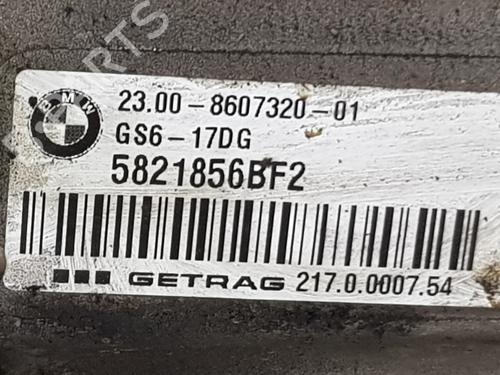 BMW
23.00-8607320-01
GS6-17DG
5821856BF2
GETRAG 217.0.0007.54